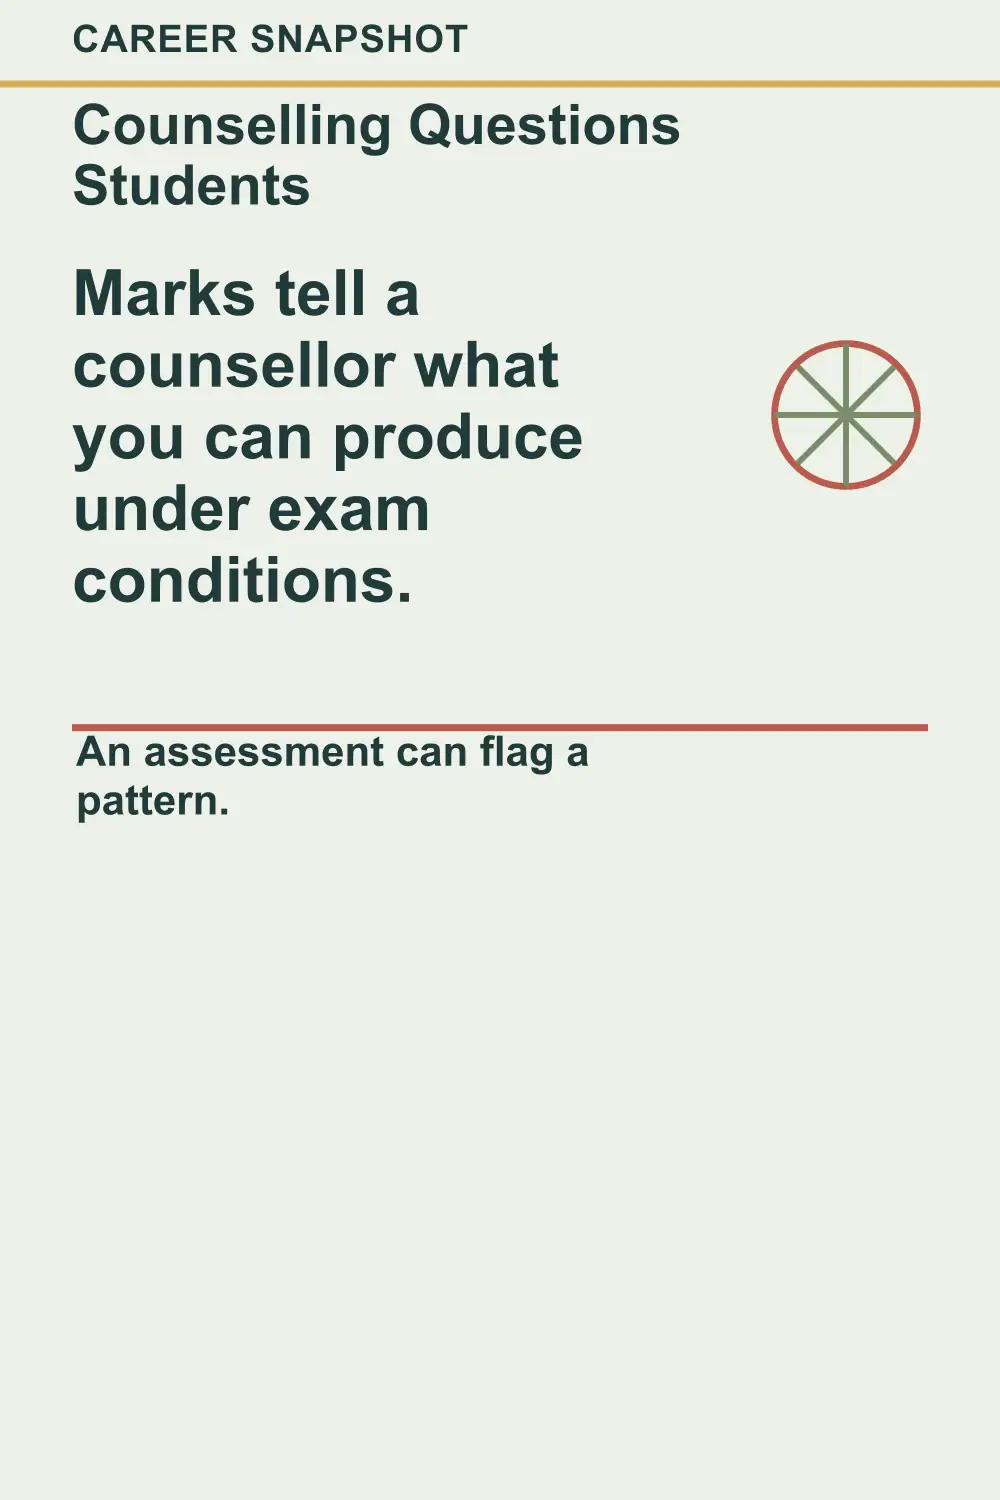 CAREER SNAPSHOT
Counselling Questions
Students
Marks tell a
counsellor what
you can produce
under exam
conditions.
An assessment can flag a
pattern.